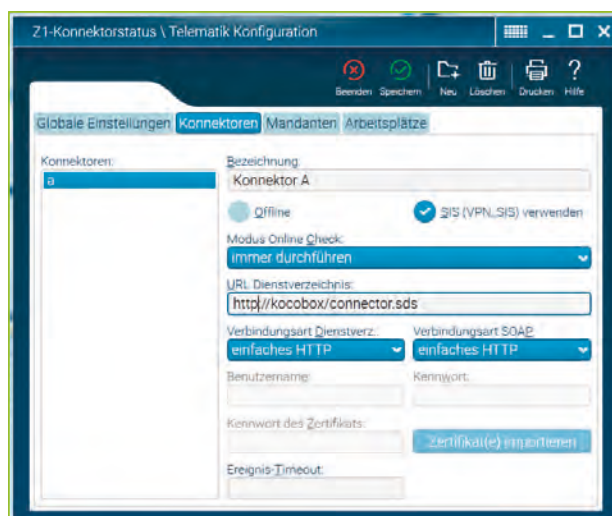 Z1-Konnektorstatus \ Telematik Konfiguration
Beenden Speichern Neu Löschen Drucken Hilfe
Globale Einstellungen Konnektoren Mandanten Arbeitsplätze
Konnektoren:
a
Bezeichnung
Konnektor A
Offline
SIS (VPN_SIS) verwenden
Modus Online Check:
immer durchführen
URL Dienstverzeichnis:
http//kocobox/connector.sds
Verbindungsart Dienstverz.: Verbindungsart SOAP
einfaches HTTP einfaches HTTP
Benutzername: Kennwort:
Kennwort des Zertifikats:
Zertifikat(e) importieren
Ereignis-Timeout: